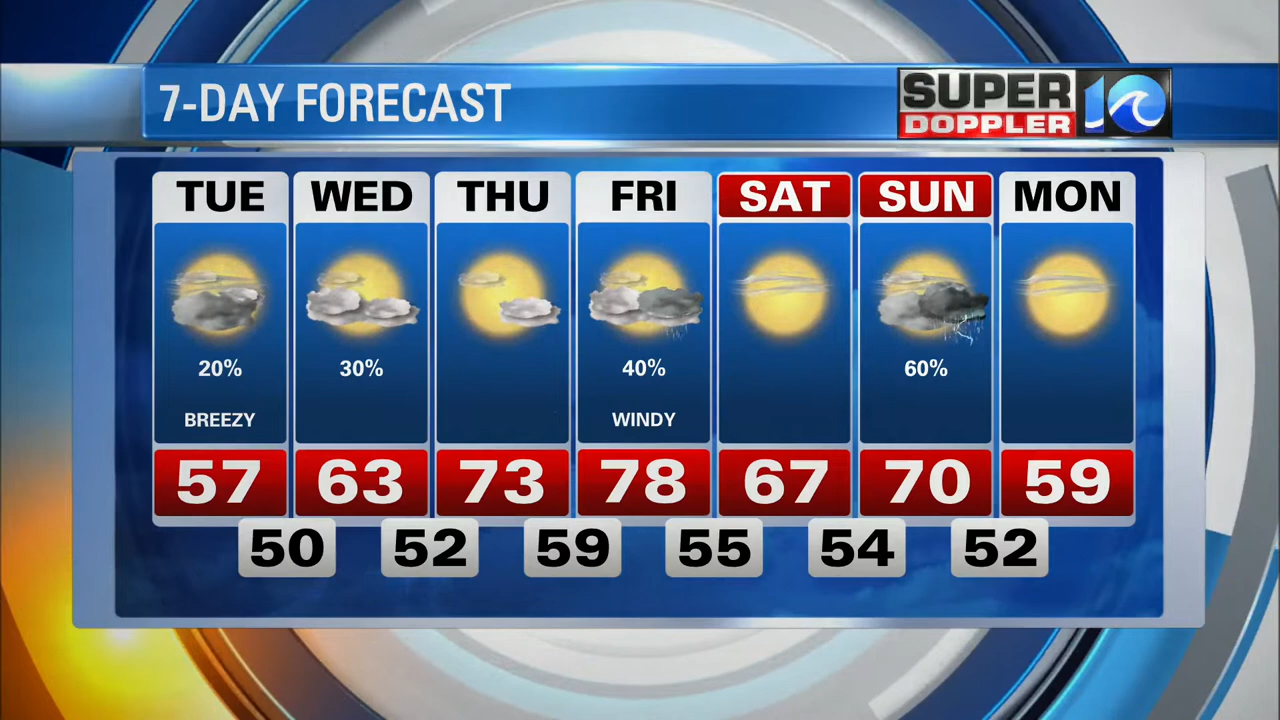 7-DAY FORECAST
SUPER
DOPPLER 10
TUE WED THU FRI SAT SUN MON
20% 30% 40% 60%
BREEZY WINDY
57 63 73 78 67 70 59
50 52 59 55 54 52